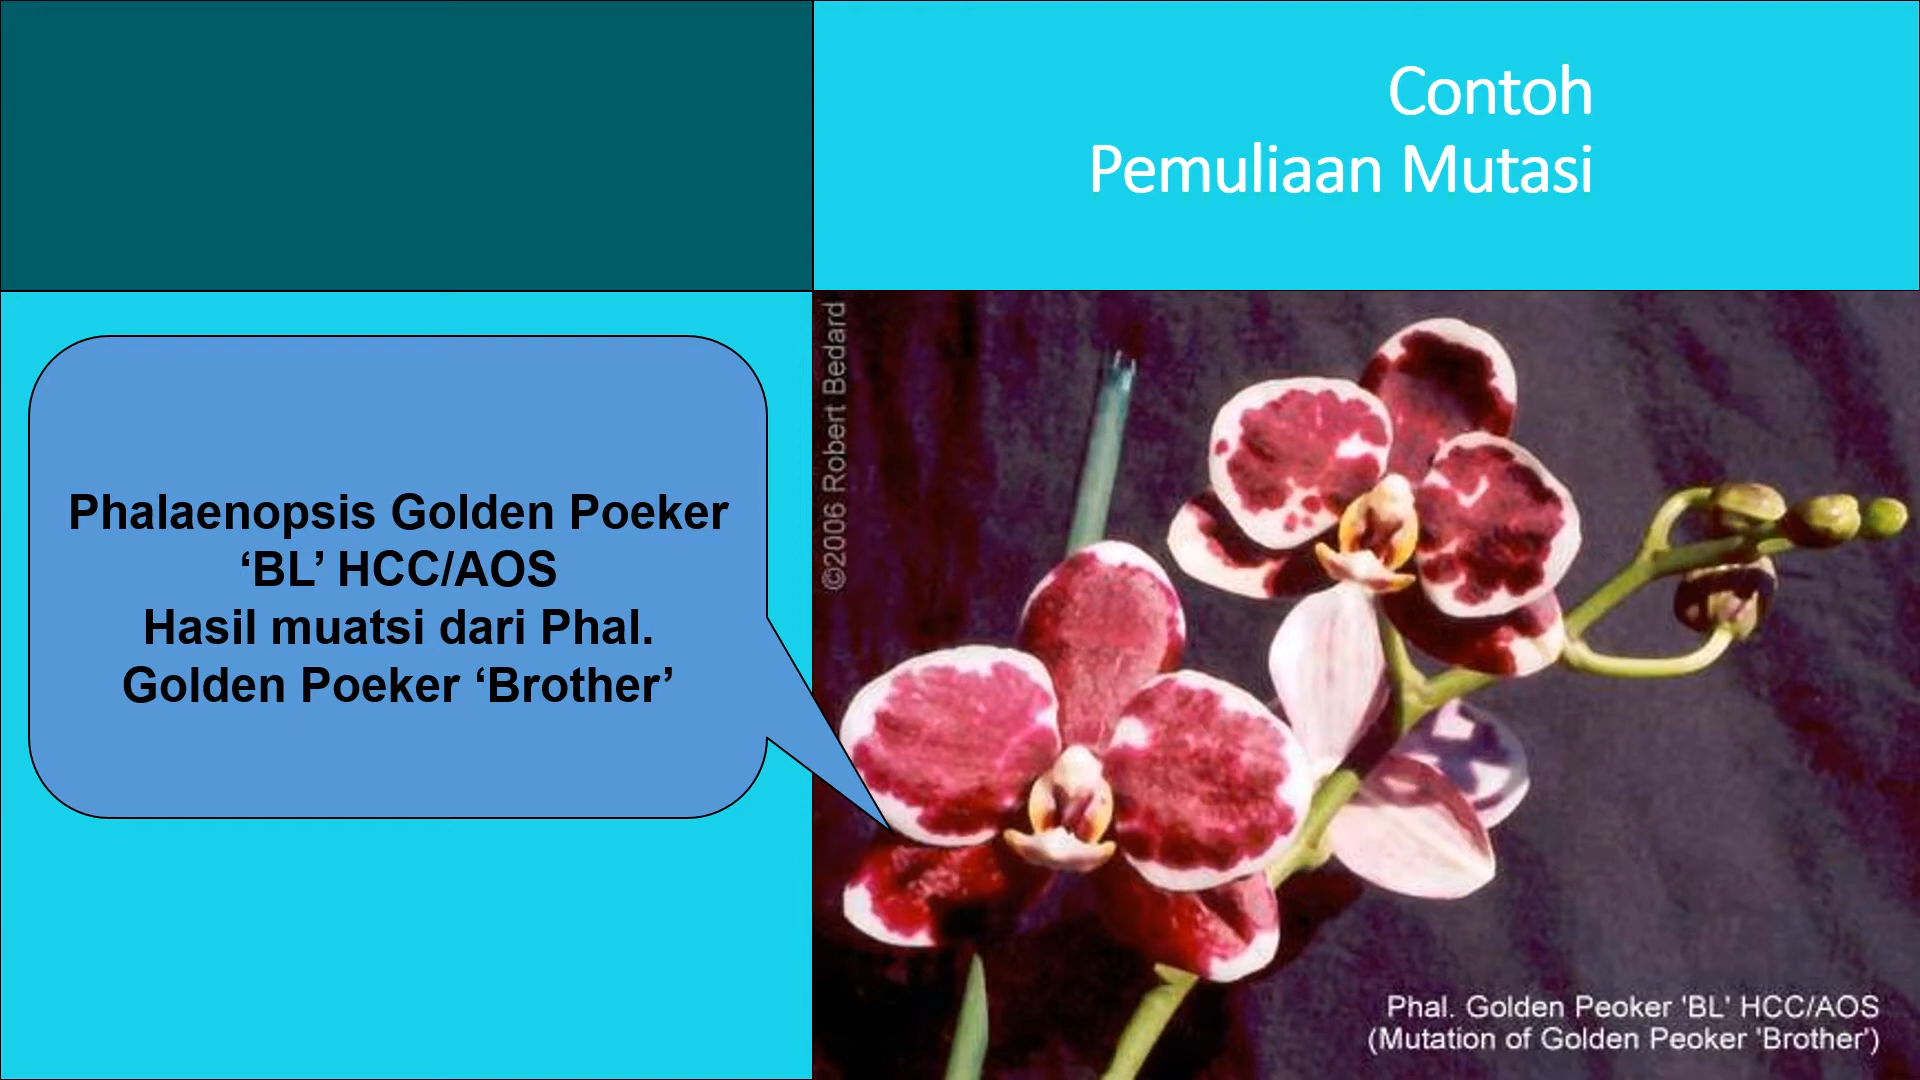 Contoh
Pemuliaan Mutasi
Phalaenopsis Golden Poeker
‘BL’ HCC/AOS
Hasil muatsi dari Phal.
Golden Poeker ‘Brother’
©2006 Robert Bedard
Phal. Golden Peoker 'BL' HCC/AOS
(Mutation of Golden Peoker 'Brother')